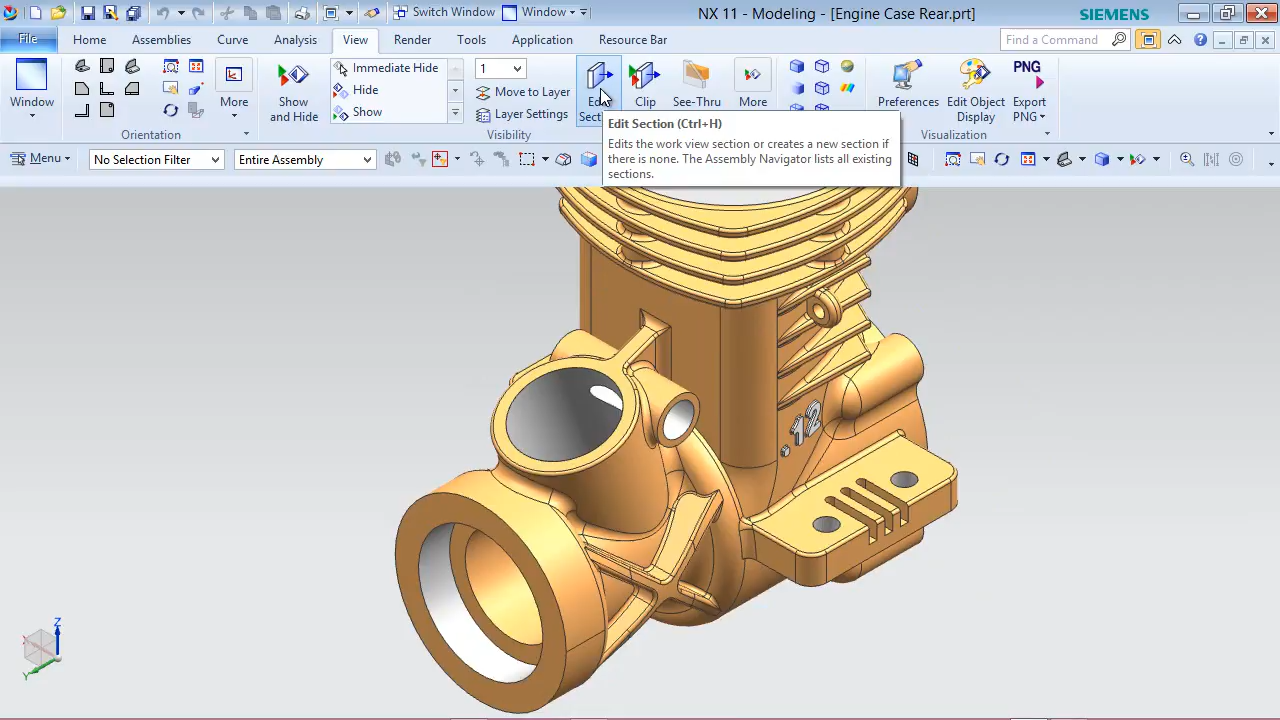 Switch Window
Window
NX 11 - Modeling - [Engine Case Rear.prt]
SIEMENS
File
Home
Assemblies
Curve
Analysis
View
Render
Tools
Application
Resource Bar
Find a Command
Window
More
Show
and Hide
Immediate Hide
Hide
Show
1
Move to Layer
Layer Settings
Clip
See-Thru
More
Preferences
Edit Object
Display
PNG
Export
PNG
Orientation
Visibility
Visualization
Edit Section (Ctrl+H)
Edits the work view section or creates a new section if
there is none. The Assembly Navigator lists all existing
sections.
Menu
No Selection Filter
Entire Assembly
.12
Z
Y